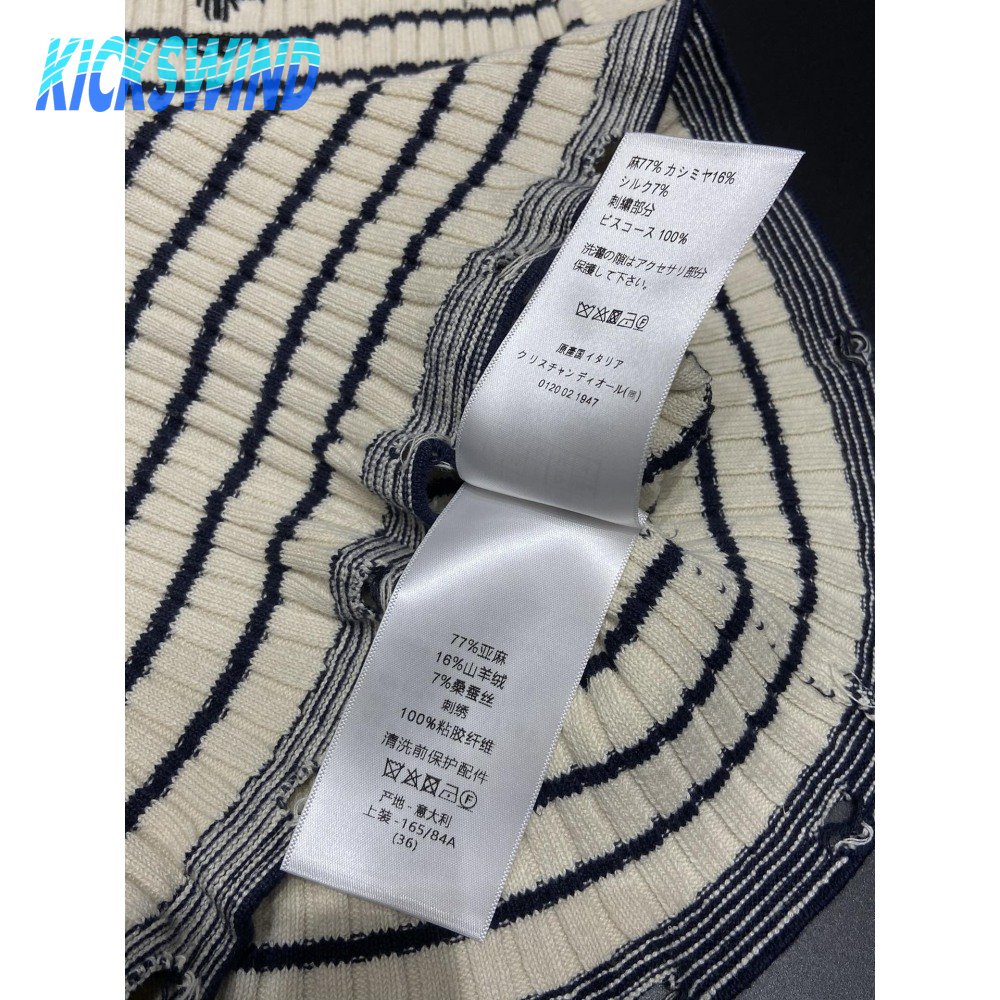 KICKSWIND
麻77% カシミヤ16%
シルク7%
刺繍部分
ビスコース 100%
洗濯の際はアクセサリ部分
保護して下さい。
原産国イタリア
クリスチャン ディオール(株)
0120 02 1947
77%亚麻
16%山羊绒
7%桑蚕丝
刺绣
100%粘胶纤维
清洗前保护配件
产地 - 意大利
上装 - 165/84A
(36)